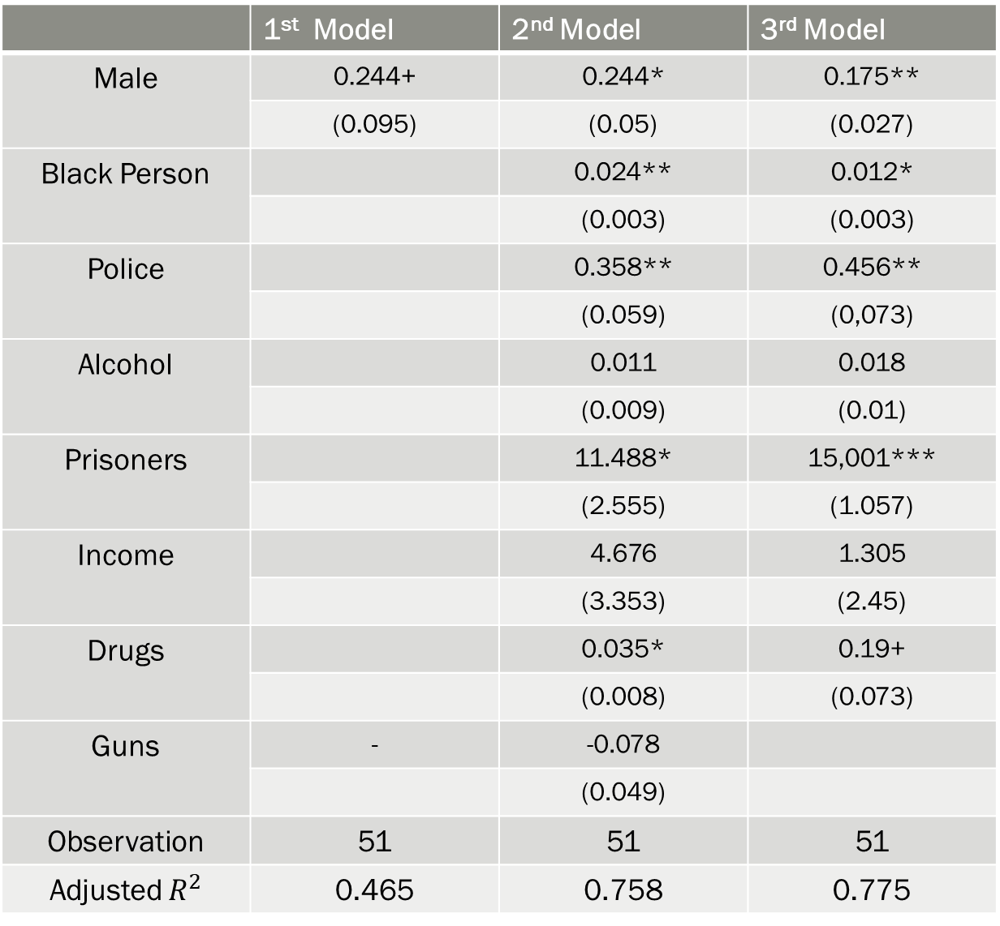 1st Model 2nd Model 3rd Model
Male 0.244+ 0.244* 0.175**
(0.095) (0.05) (0.027)
Black Person 0.024** 0.012*
(0.003) (0.003)
Police 0.358** 0.456**
(0.059) (0,073)
Alcohol 0.011 0.018
(0.009) (0.01)
Prisoners 11.488* 15,001***
(2.555) (1.057)
Income 4.676 1.305
(3.353) (2.45)
Drugs 0.035* 0.19+
(0.008) (0.073)
Guns - -0.078
(0.049)
Observation 51 51 51
Adjusted R² 0.465 0.758 0.775